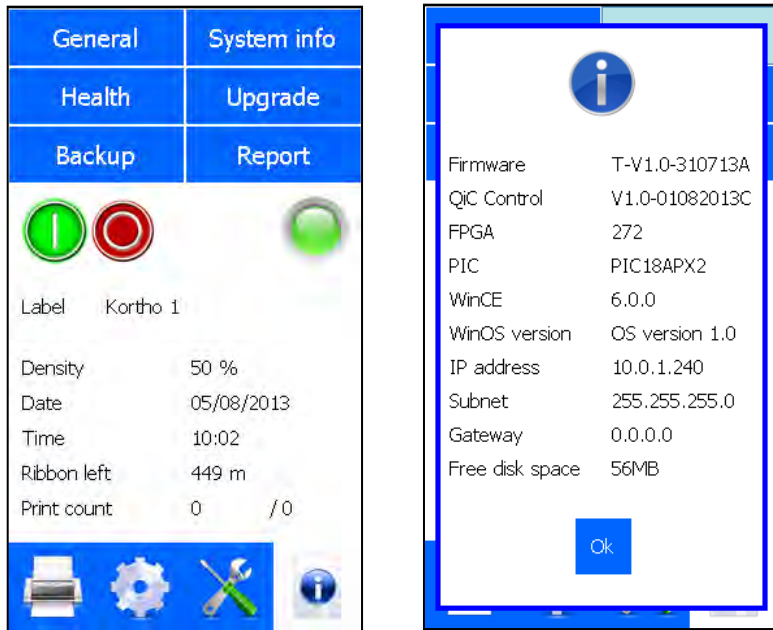 General System info
Health Upgrade
Backup Report
Label Kortho 1
Density 50 %
Date 05/08/2013
Time 10:02
Ribbon left 449 m
Print count 0 / 0
Firmware T-V1.0-310713A
QiC Control V1.0-01082013C
FPGA 272
PIC PIC18APX2
WinCE 6.0.0
WinOS version OS version 1.0
IP address 10.0.1.240
Subnet 255.255.255.0
Gateway 0.0.0.0
Free disk space 56MB
Ok